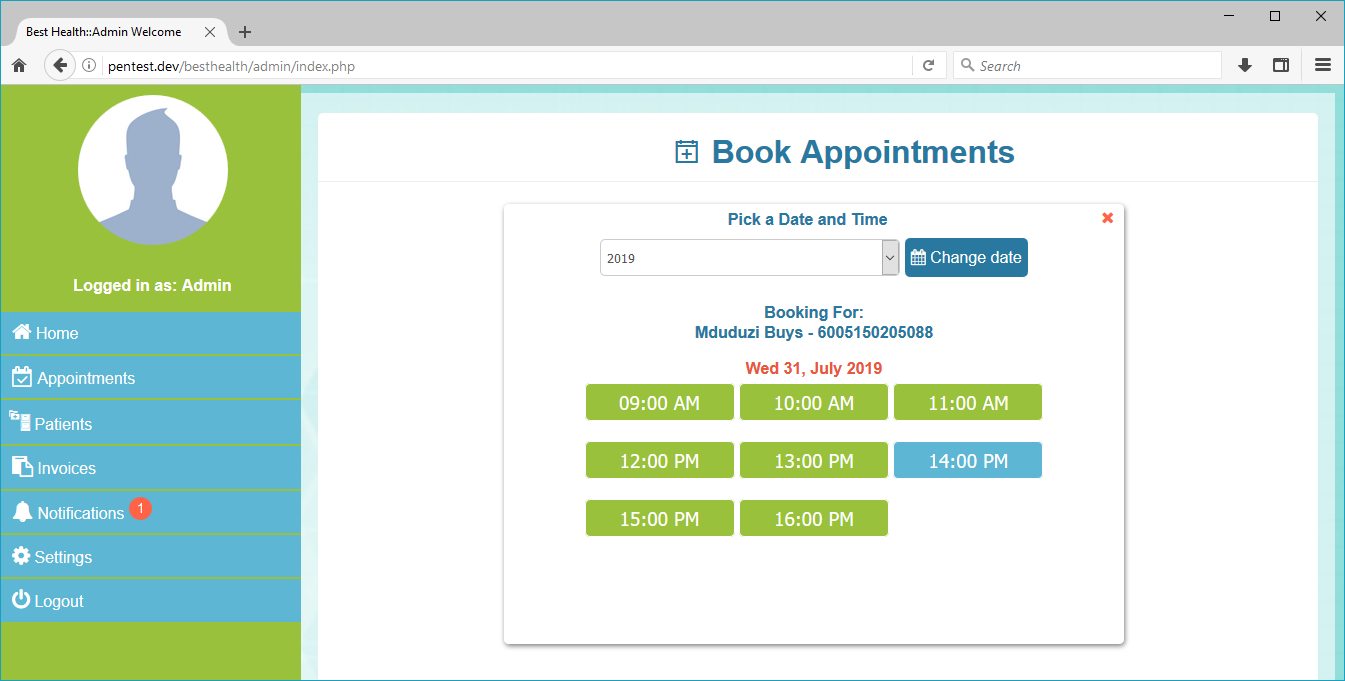 Best Health::Admin Welcome
pentest.dev/besthealth/admin/index.php
Search
Logged in as: Admin
Home
Appointments
Patients
Invoices
Notifications 1
Settings
Logout
Book Appointments
Pick a Date and Time
2019
Change date
Booking For:
Mduduzi Buys - 6005150205088
Wed 31, July 2019
09:00 AM 10:00 AM 11:00 AM
12:00 PM 13:00 PM 14:00 PM
15:00 PM 16:00 PM